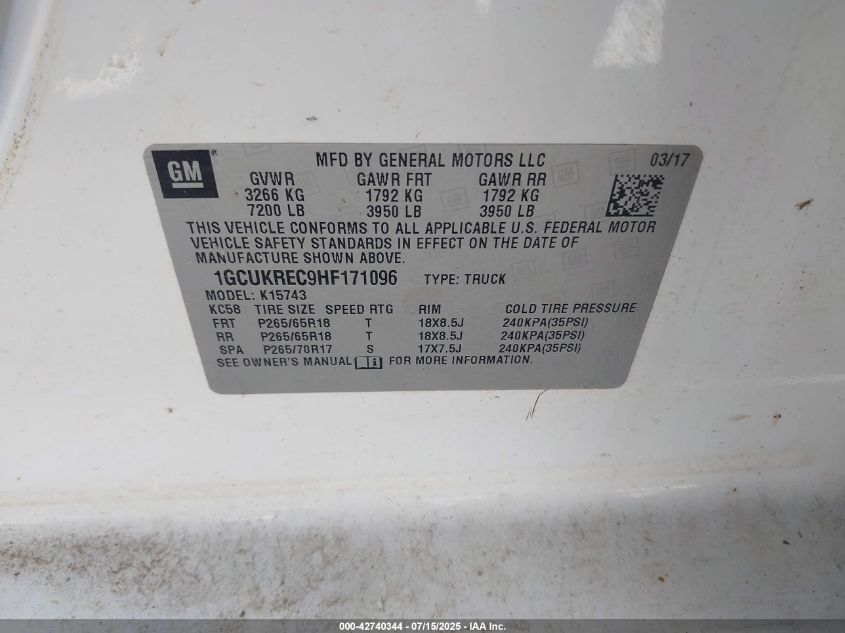 GM
MFD BY GENERAL MOTORS LLC 03/17
GVWR GAWR FRT GAWR RR
3266 KG 1792 KG 1792 KG
7200 LB 3950 LB 3950 LB
THIS VEHICLE CONFORMS TO ALL APPLICABLE U.S. FEDERAL MOTOR
VEHICLE SAFETY STANDARDS IN EFFECT ON THE DATE OF
MANUFACTURE SHOWN ABOVE.
1GCUKREC9HF171096 TYPE: TRUCK
MODEL: K15743
KC58 TIRE SIZE SPEED RTG RIM COLD TIRE PRESSURE
FRT P265/65R18 T 18X8.5J 240KPA(35PSI)
RR P265/65R18 T 18X8.5J 240KPA(35PSI)
SPA P265/70R17 S 17X7.5J 240KPA(35PSI)
SEE OWNER'S MANUAL FOR MORE INFORMATION.
000-42740344 - 07/15/2025 - IAA Inc.